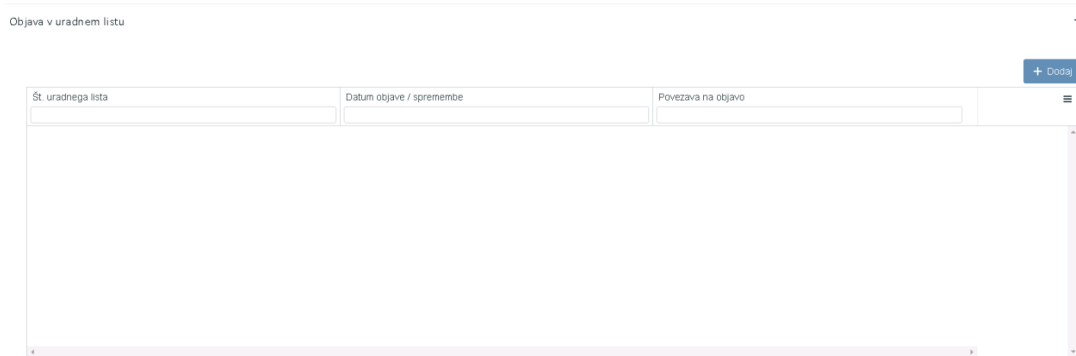 Objava v uradnem listu
+ Dodaj
Št. uradnega lista
Datum objave / spremembe
Povezava na objavo